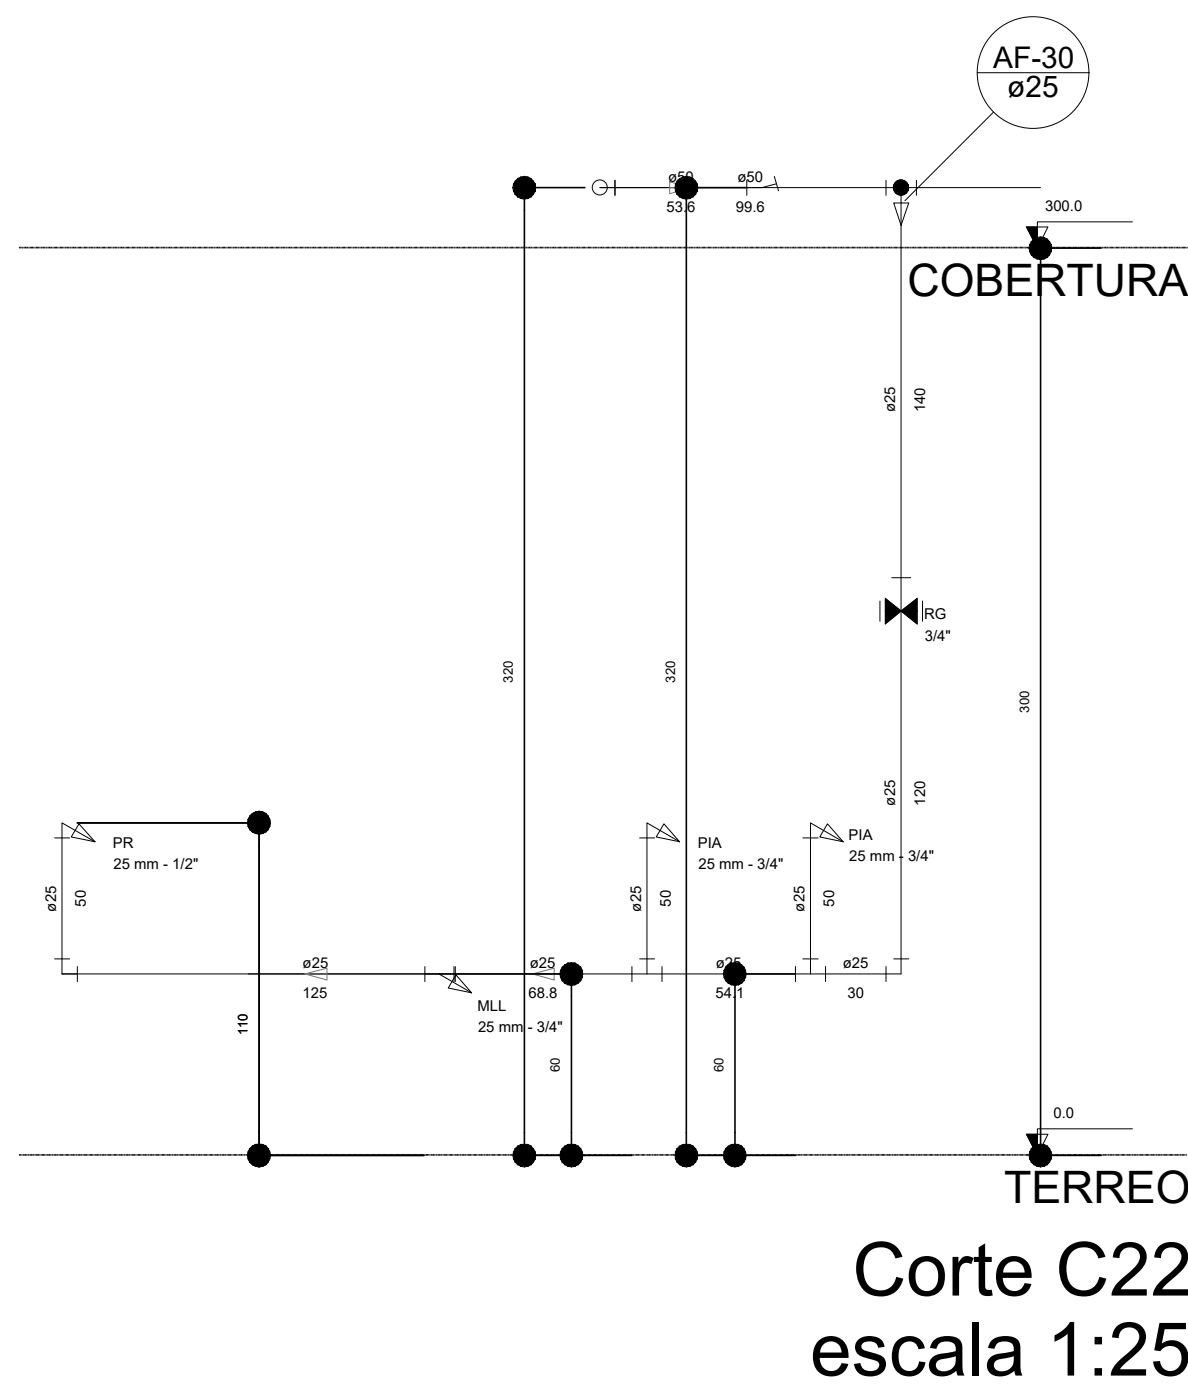 AF-30
ø25
ø50
ø50
53.6
99.6
300.0
COBERTURA
ø25
140
RG
3/4"
320
320
300
ø25
120
PR
25 mm - 1/2"
PIA
25 mm - 3/4"
PIA
25 mm - 3/4"
ø25
50
ø25
50
ø25
50
ø25
ø25
ø25
ø25
125
68.8
54.1
30
MLL
25 mm - 3/4"
110
60
60
0.0
TERREO
Corte C22
escala 1:25